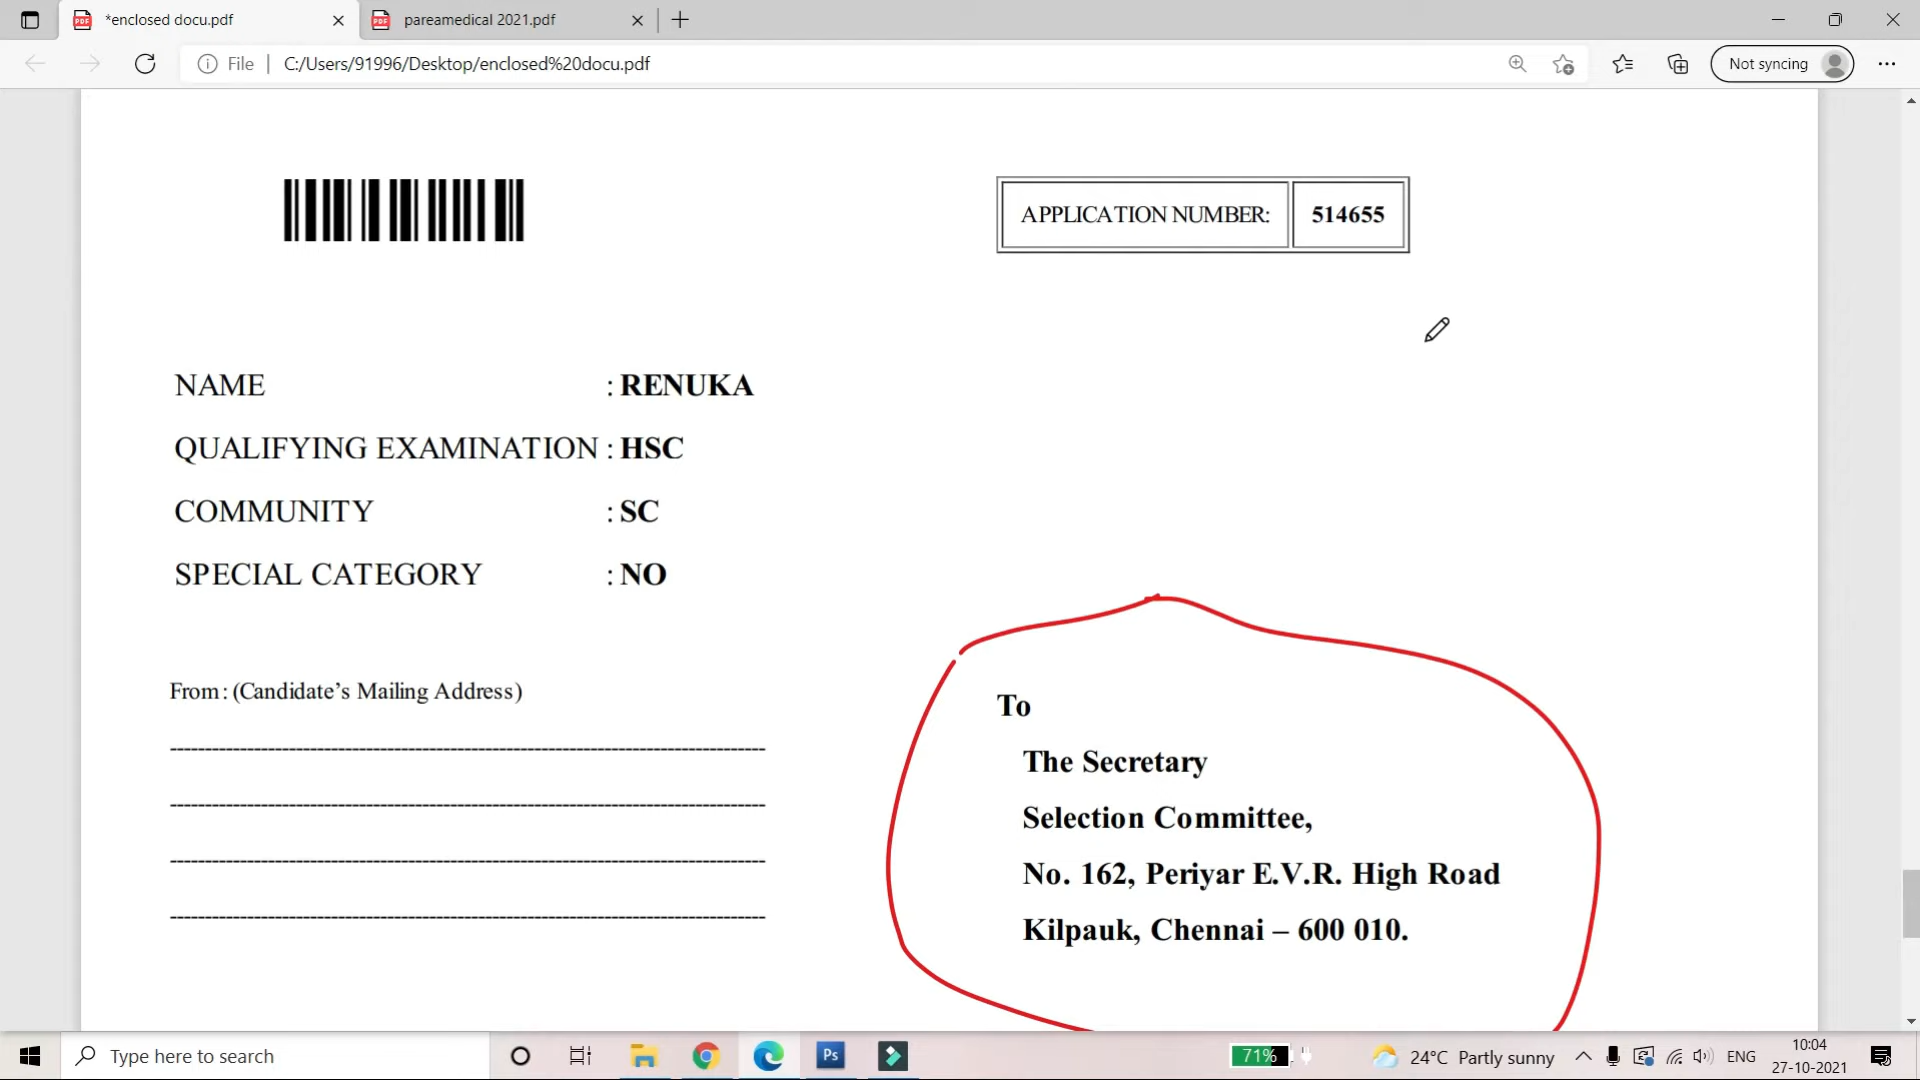 *enclosed docu.pdf
pareamedical 2021.pdf
File
C:/Users/91996/Desktop/enclosed%20docu.pdf
Not syncing
APPLICATION NUMBER: 514655
NAME : RENUKA
QUALIFYING EXAMINATION : HSC
COMMUNITY : SC
SPECIAL CATEGORY : NO
From : (Candidate’s Mailing Address)
To
The Secretary
Selection Committee,
No. 162, Periyar E.V.R. High Road
Kilpauk, Chennai – 600 010.
Type here to search
Ps
71%
24°C Partly sunny
ENG
10:04
27-10-2021